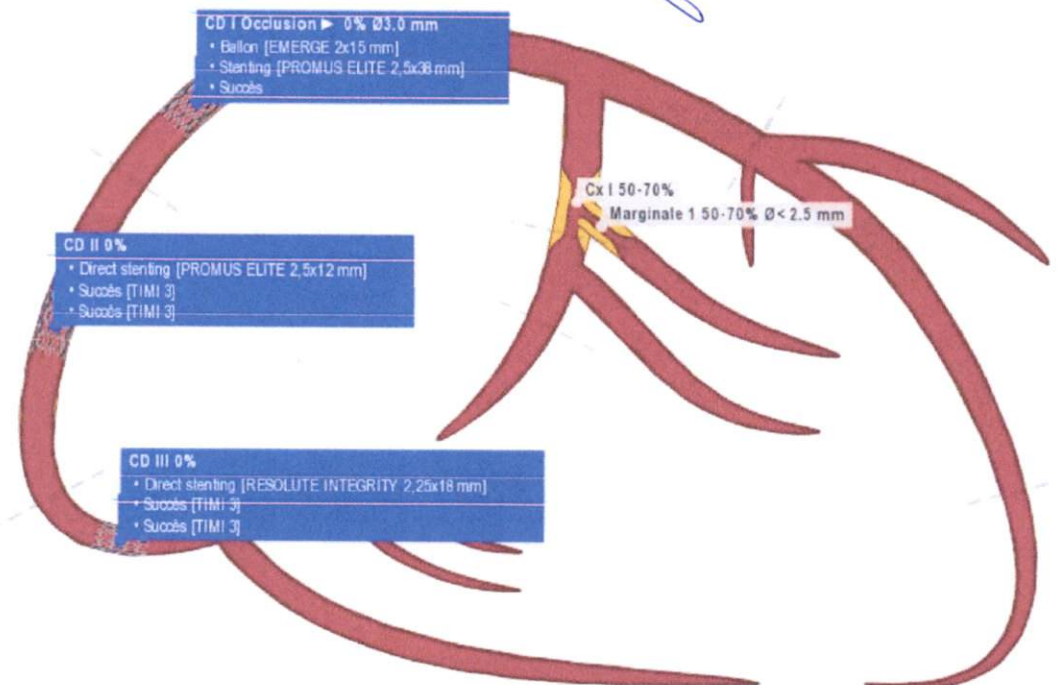 CD I Occlusion ► 0% Ø3.0 mm
• Ballon [EMERGE 2x15 mm]
• Stenting [PROMUS ELITE 2,5x38 mm]
• Succès
Cx I 50-70%
Marginale 1 50-70% Ø< 2.5 mm
CD II 0%
• Direct stenting [PROMUS ELITE 2,5x12 mm]
• Succès [TIMI 3]
• Succès [TIMI 3]
CD III 0%
• Direct stenting [RESOLUTE INTEGRITY 2,25x18 mm]
• Succès [TIMI 3]
• Succès [TIMI 3]